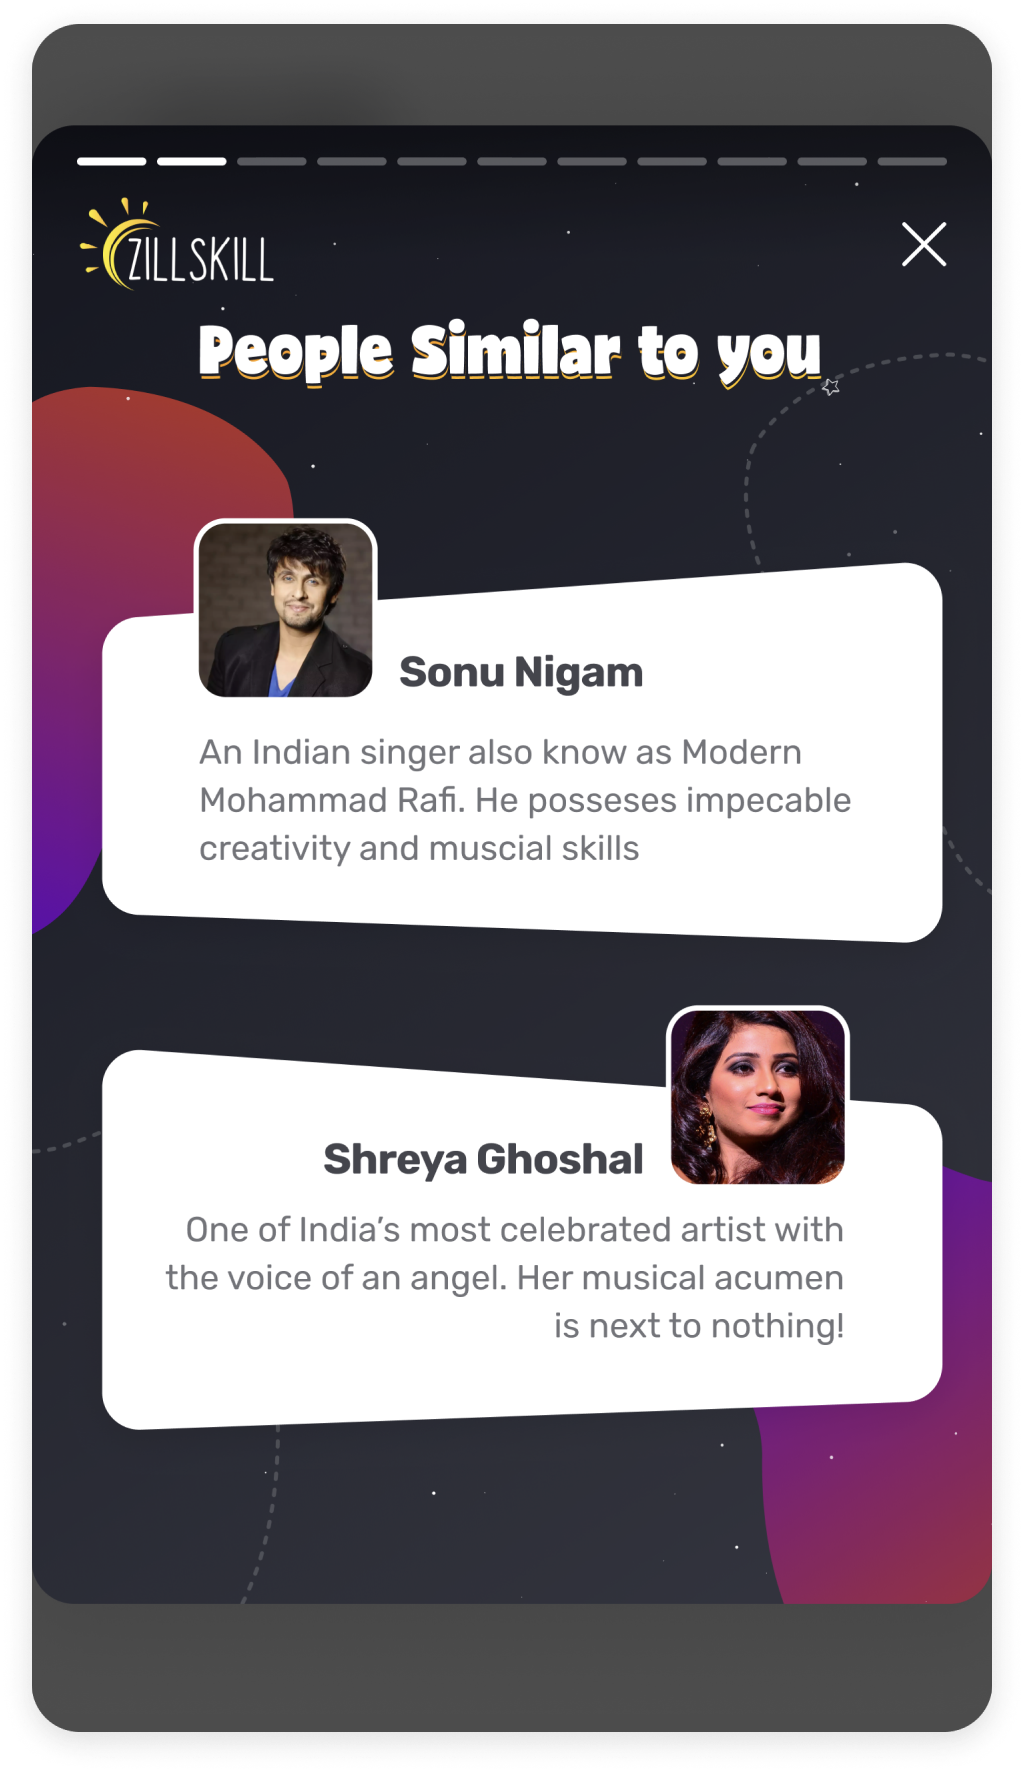 ZILLSKILL
People Similar to you
Sonu Nigam
An Indian singer also know as Modern
Mohammad Rafi. He posseses impecable
creativity and muscial skills
Shreya Ghoshal
One of India’s most celebrated artist with
the voice of an angel. Her musical acumen
is next to nothing!